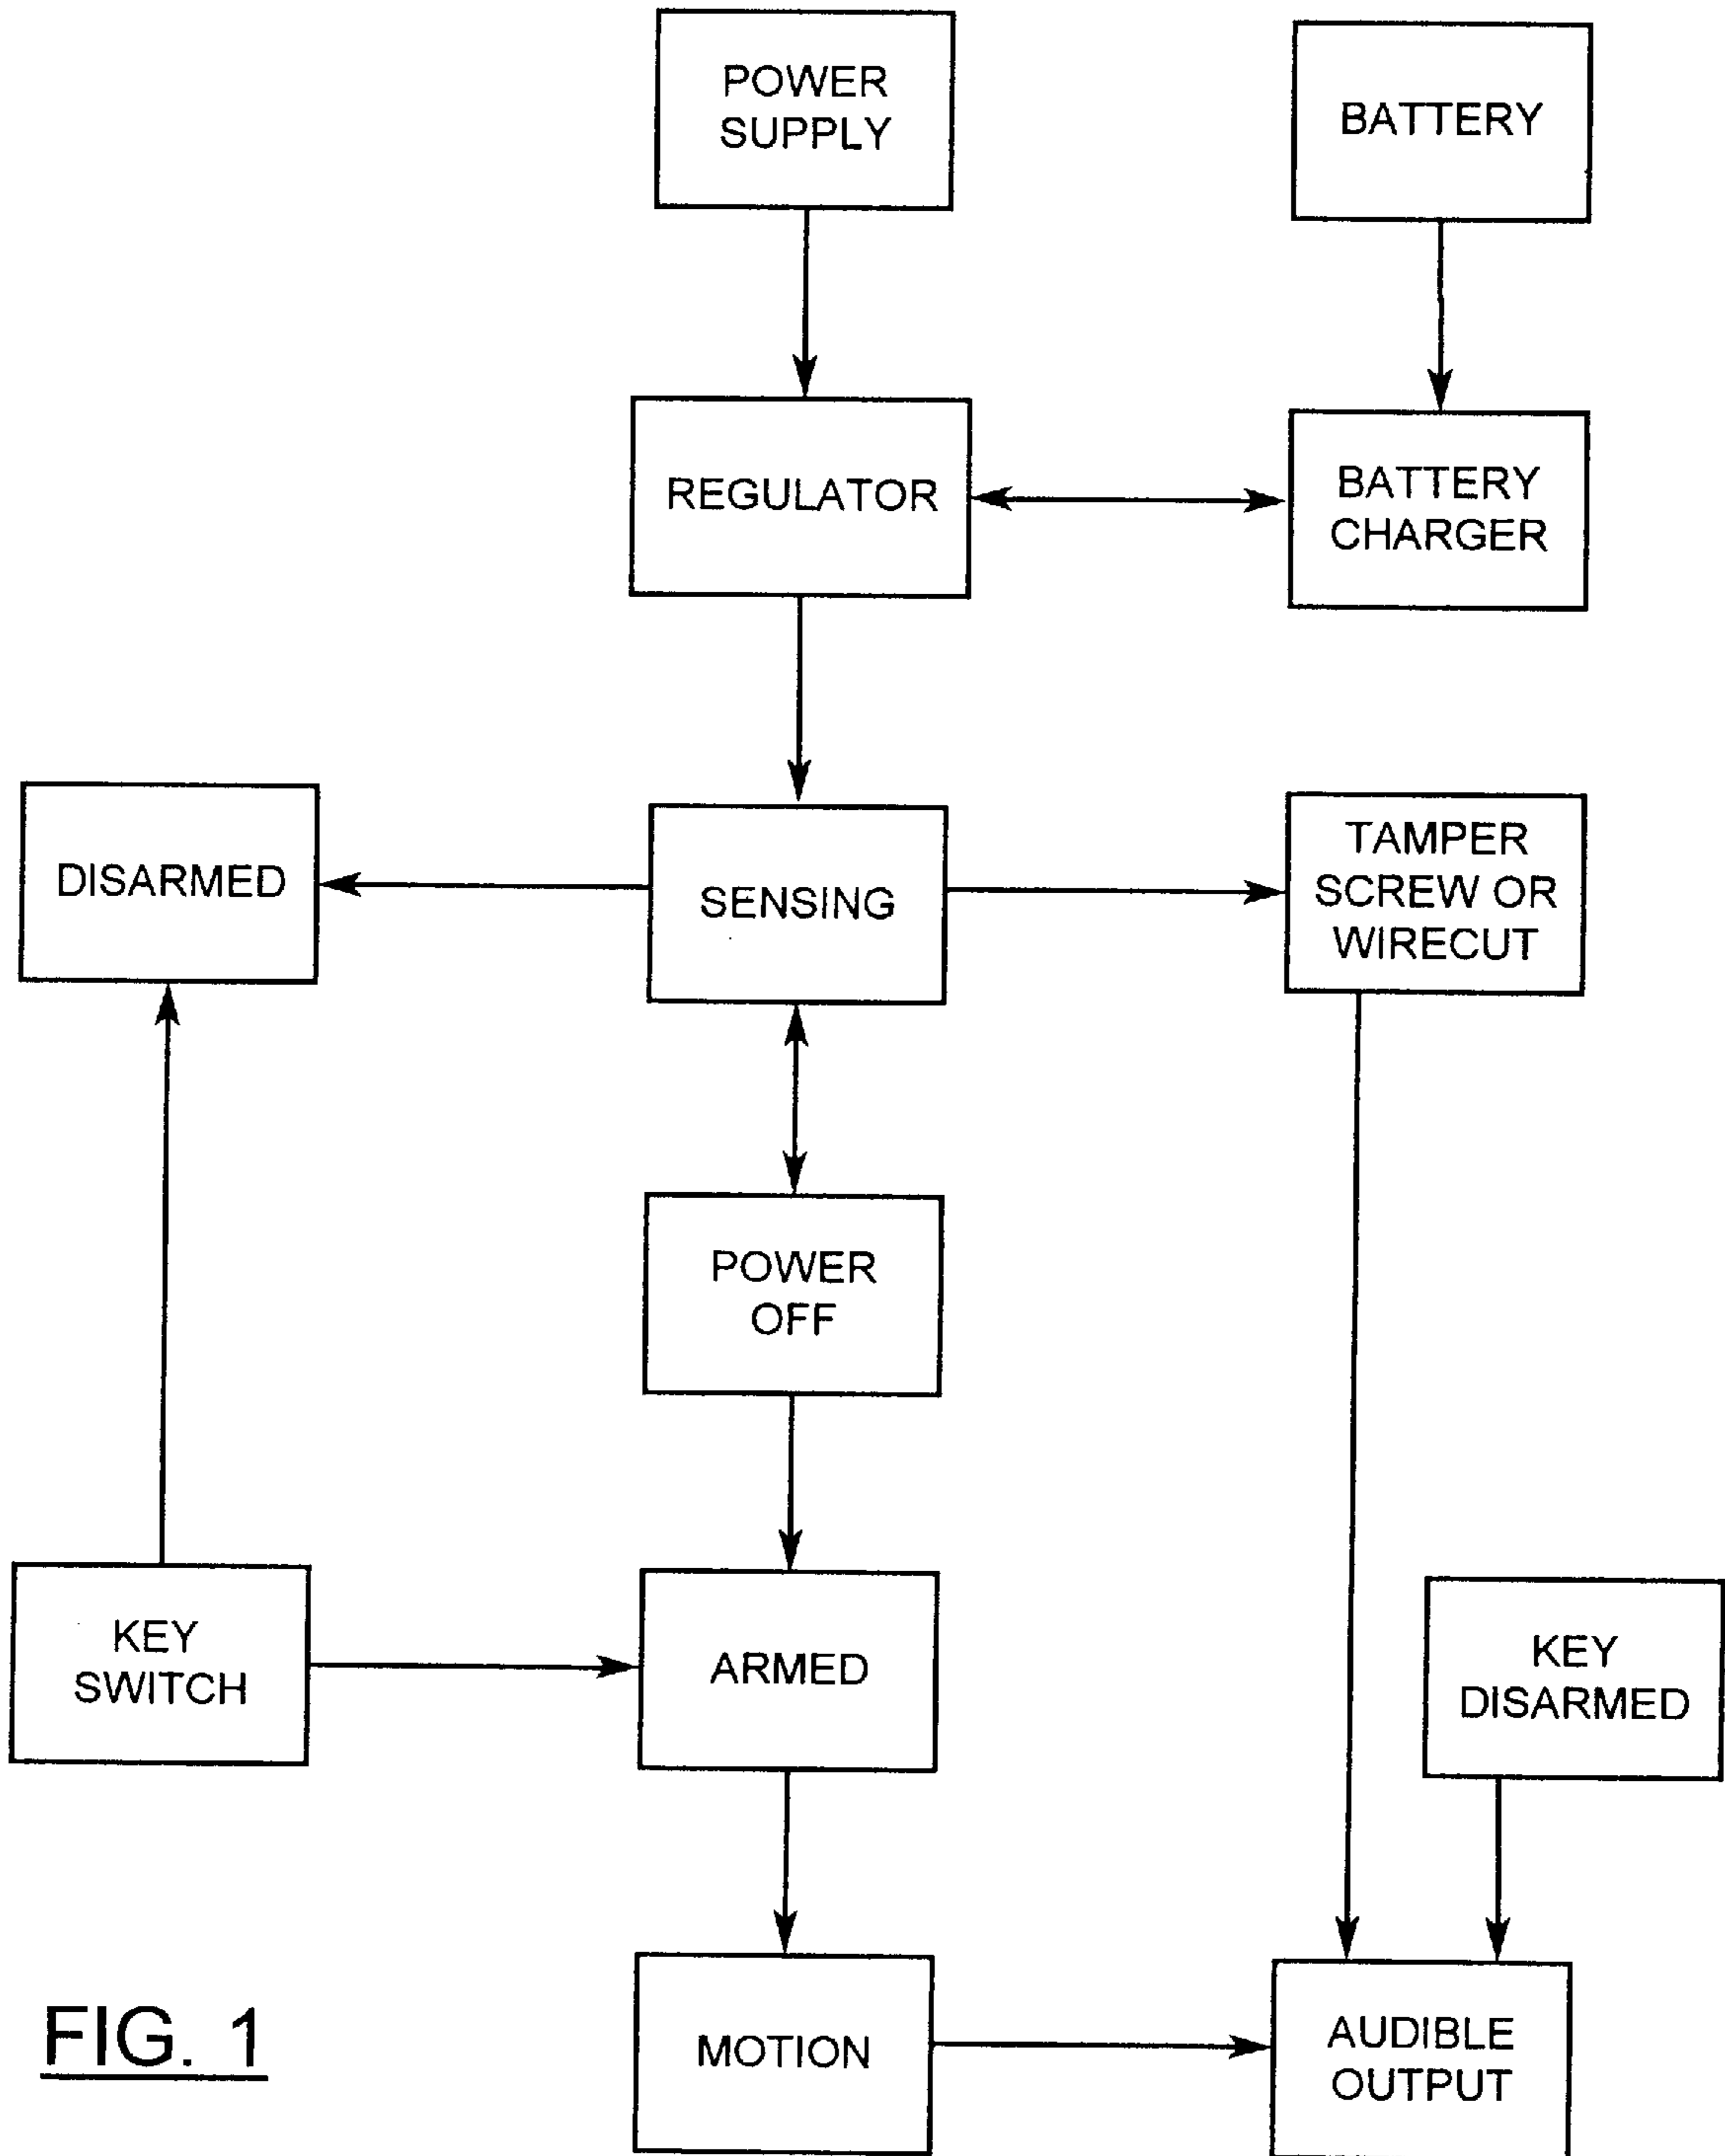 POWER
SUPPLY
BATTERY
REGULATOR
BATTERY
CHARGER
DISARMED
SENSING
TAMPER
SCREW OR
WIRECUT
POWER
OFF
KEY
SWITCH
ARMED
KEY
DISARMED
FIG. 1
MOTION
AUDIBLE
OUTPUT